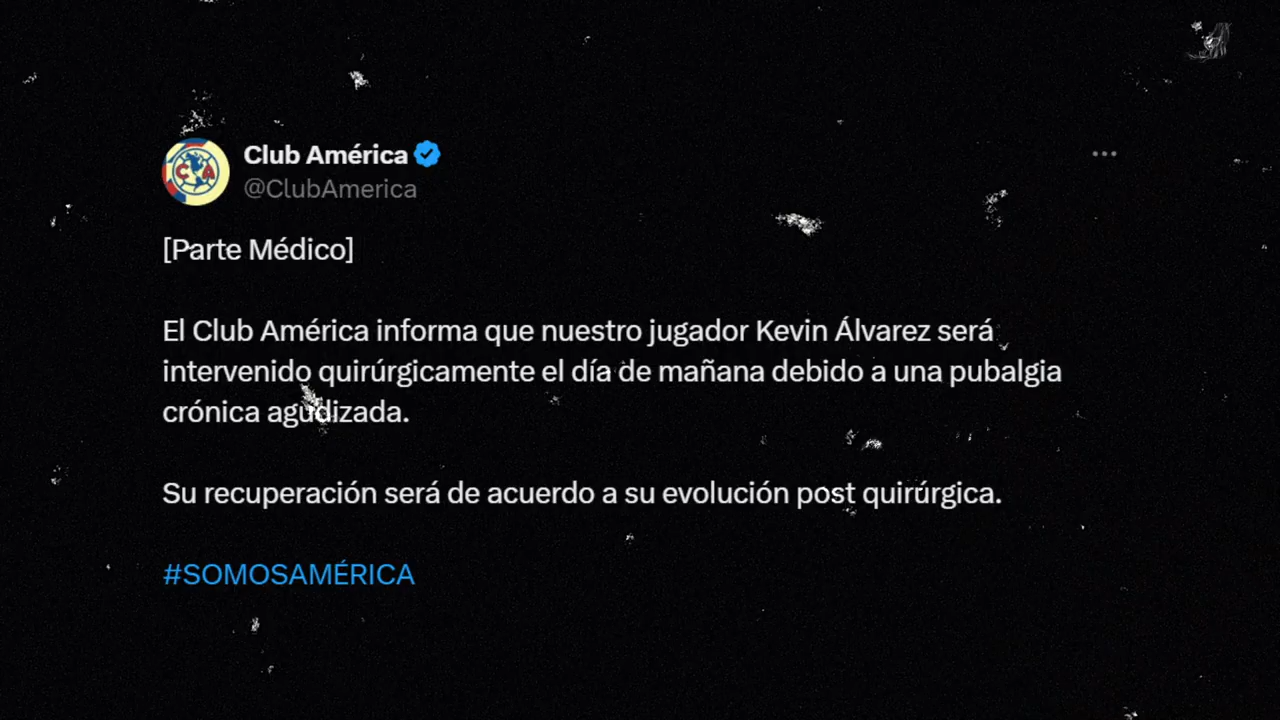 Club América
@ClubAmerica
[Parte Médico]
El Club América informa que nuestro jugador Kevin Álvarez será
intervenido quirúrgicamente el día de mañana debido a una pubalgia
crónica agudizada.
Su recuperación será de acuerdo a su evolución post quirúrgica.
#SOMOSAMÉRICA